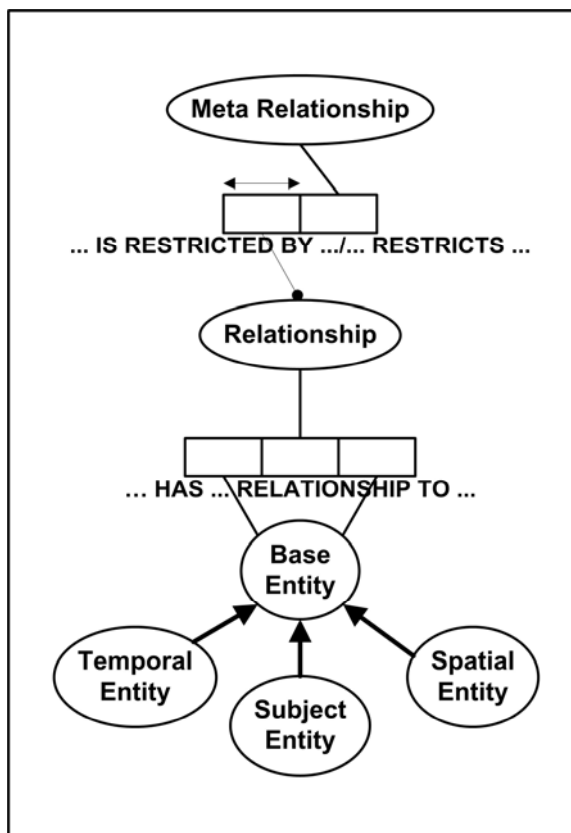 Meta Relationship
... IS RESTRICTED BY .../... RESTRICTS ...
Relationship
... HAS ... RELATIONSHIP TO ...
Base
Entity
Temporal
Entity
Subject
Entity
Spatial
Entity